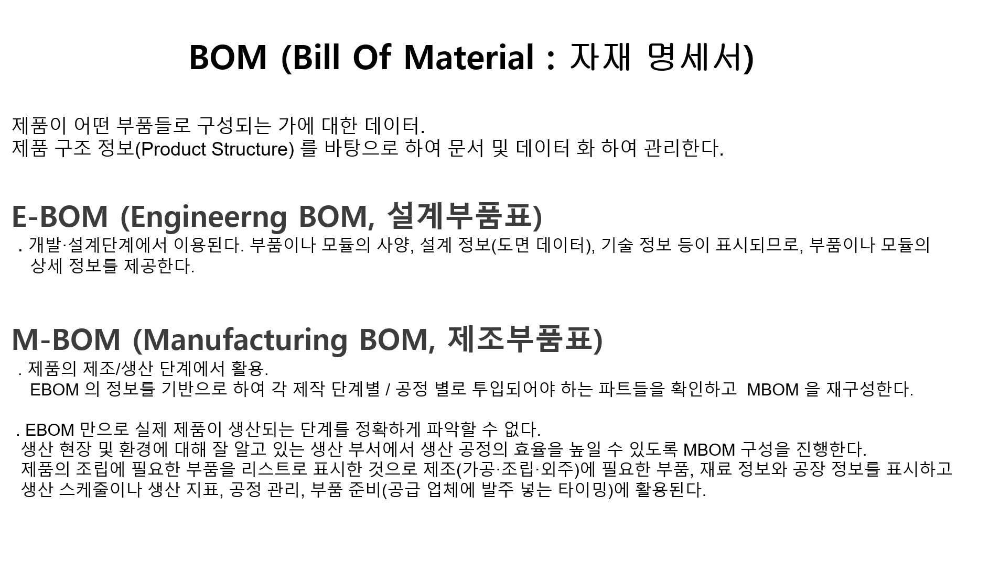 BOM (Bill Of Material : 자재 명세서)
제품이 어떤 부품들로 구성되는 가에 대한 데이터.
제품 구조 정보(Product Structure) 를 바탕으로 하여 문서 및 데이터 화 하여 관리한다.
E-BOM (Engineerng BOM, 설계부품표)
. 개발·설계단계에서 이용된다. 부품이나 모듈의 사양, 설계 정보(도면 데이터), 기술 정보 등이 표시되므로, 부품이나 모듈의
상세 정보를 제공한다.
M-BOM (Manufacturing BOM, 제조부품표)
. 제품의 제조/생산 단계에서 활용.
EBOM 의 정보를 기반으로 하여 각 제작 단계별 / 공정 별로 투입되어야 하는 파트들을 확인하고 MBOM 을 재구성한다.
. EBOM 만으로 실제 제품이 생산되는 단계를 정확하게 파악할 수 없다.
생산 현장 및 환경에 대해 잘 알고 있는 생산 부서에서 생산 공정의 효율을 높일 수 있도록 MBOM 구성을 진행한다.
제품의 조립에 필요한 부품을 리스트로 표시한 것으로 제조(가공·조립·외주)에 필요한 부품, 재료 정보와 공장 정보를 표시하고
생산 스케줄이나 생산 지표, 공정 관리, 부품 준비(공급 업체에 발주 넣는 타이밍)에 활용된다.